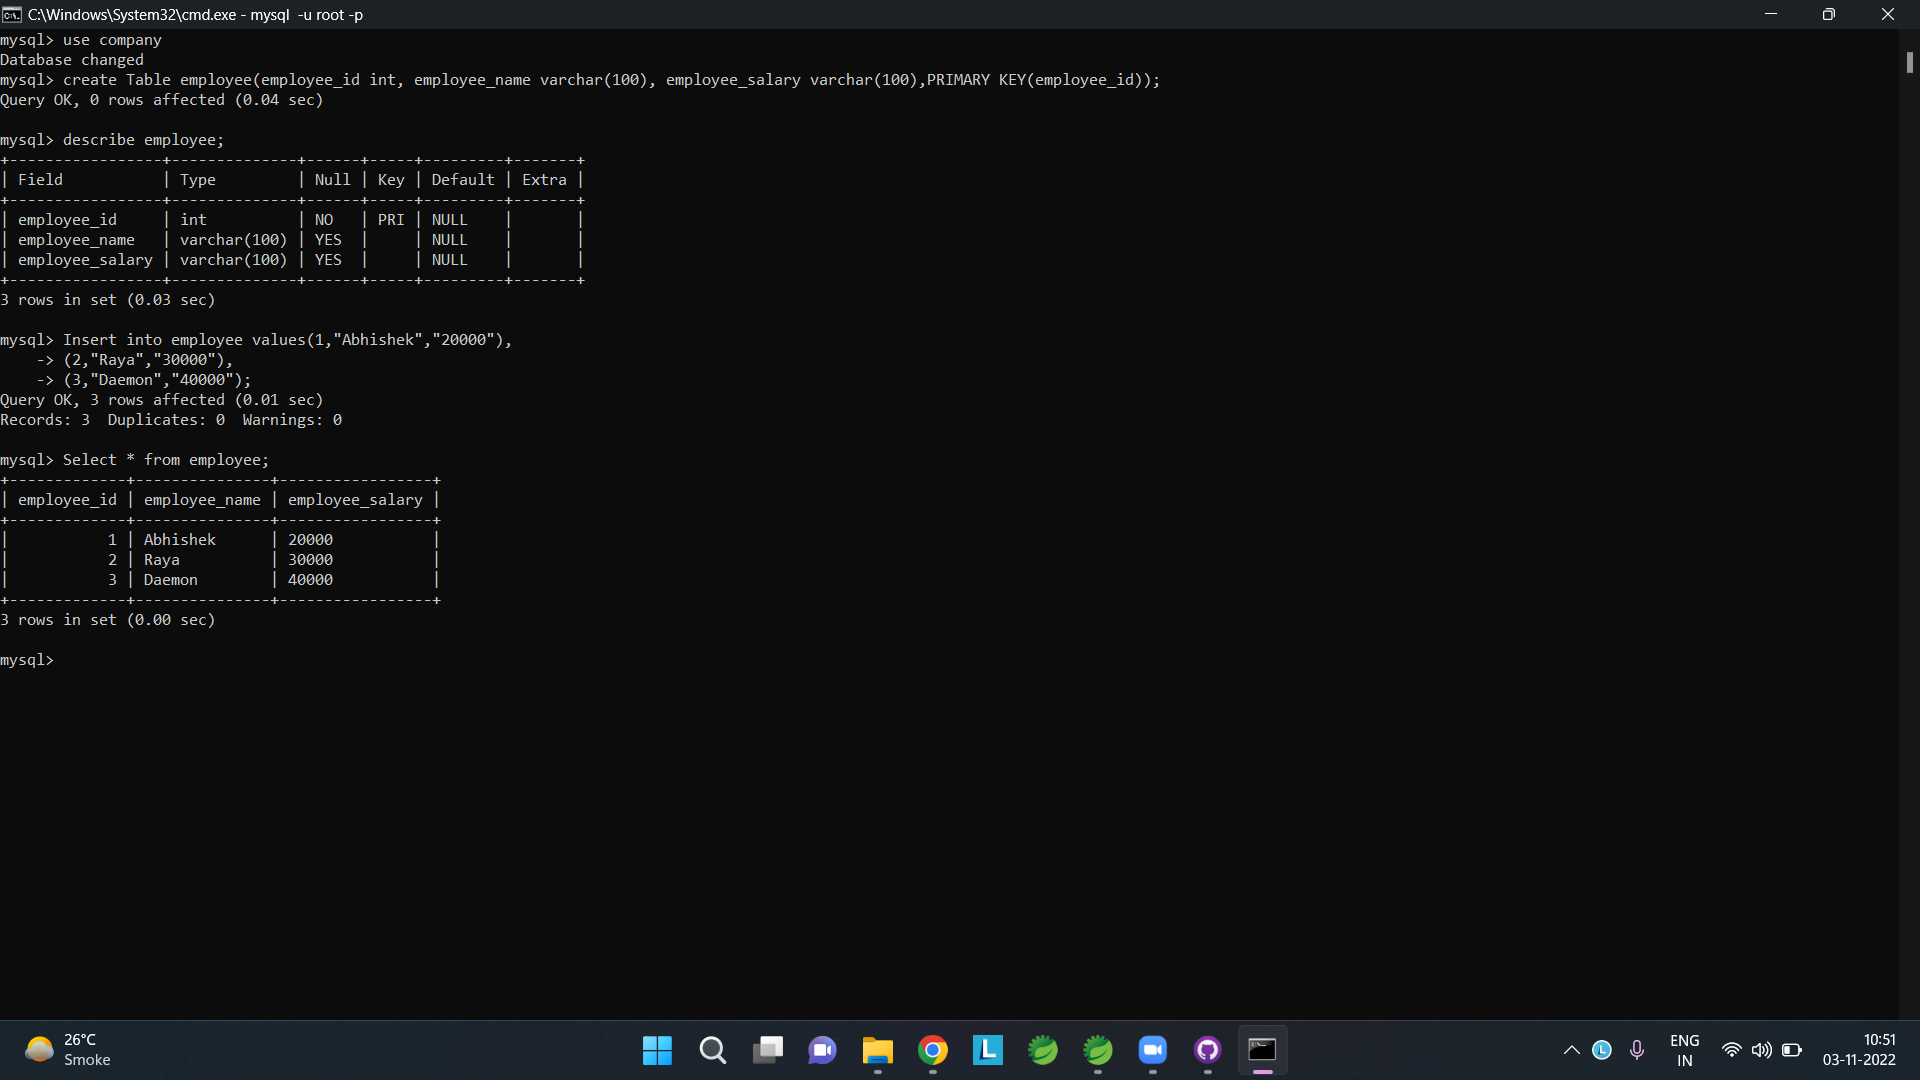 C:\Windows\System32\cmd.exe - mysql  -u root -p
mysql> use company
Database changed
mysql> create Table employee(employee_id int, employee_name varchar(100), employee_salary varchar(100),PRIMARY KEY(employee_id));
Query OK, 0 rows affected (0.04 sec)

mysql> describe employee;
+-----------------+--------------+------+-----+---------+-------+
| Field           | Type         | Null | Key | Default | Extra |
+-----------------+--------------+------+-----+---------+-------+
| employee_id     | int          | NO   | PRI | NULL    |       |
| employee_name   | varchar(100) | YES  |     | NULL    |       |
| employee_salary | varchar(100) | YES  |     | NULL    |       |
+-----------------+--------------+------+-----+---------+-------+
3 rows in set (0.03 sec)

mysql> Insert into employee values(1,"Abhishek","20000"),
    -> (2,"Raya","30000"),
    -> (3,"Daemon","40000");
Query OK, 3 rows affected (0.01 sec)
Records: 3  Duplicates: 0  Warnings: 0

mysql> Select * from employee;
+-------------+---------------+-----------------+
| employee_id | employee_name | employee_salary |
+-------------+---------------+-----------------+
|           1 | Abhishek      | 20000           |
|           2 | Raya          | 30000           |
|           3 | Daemon        | 40000           |
+-------------+---------------+-----------------+
3 rows in set (0.00 sec)

mysql>
26°C
Smoke
L
L
ENG
IN
10:51
03-11-2022